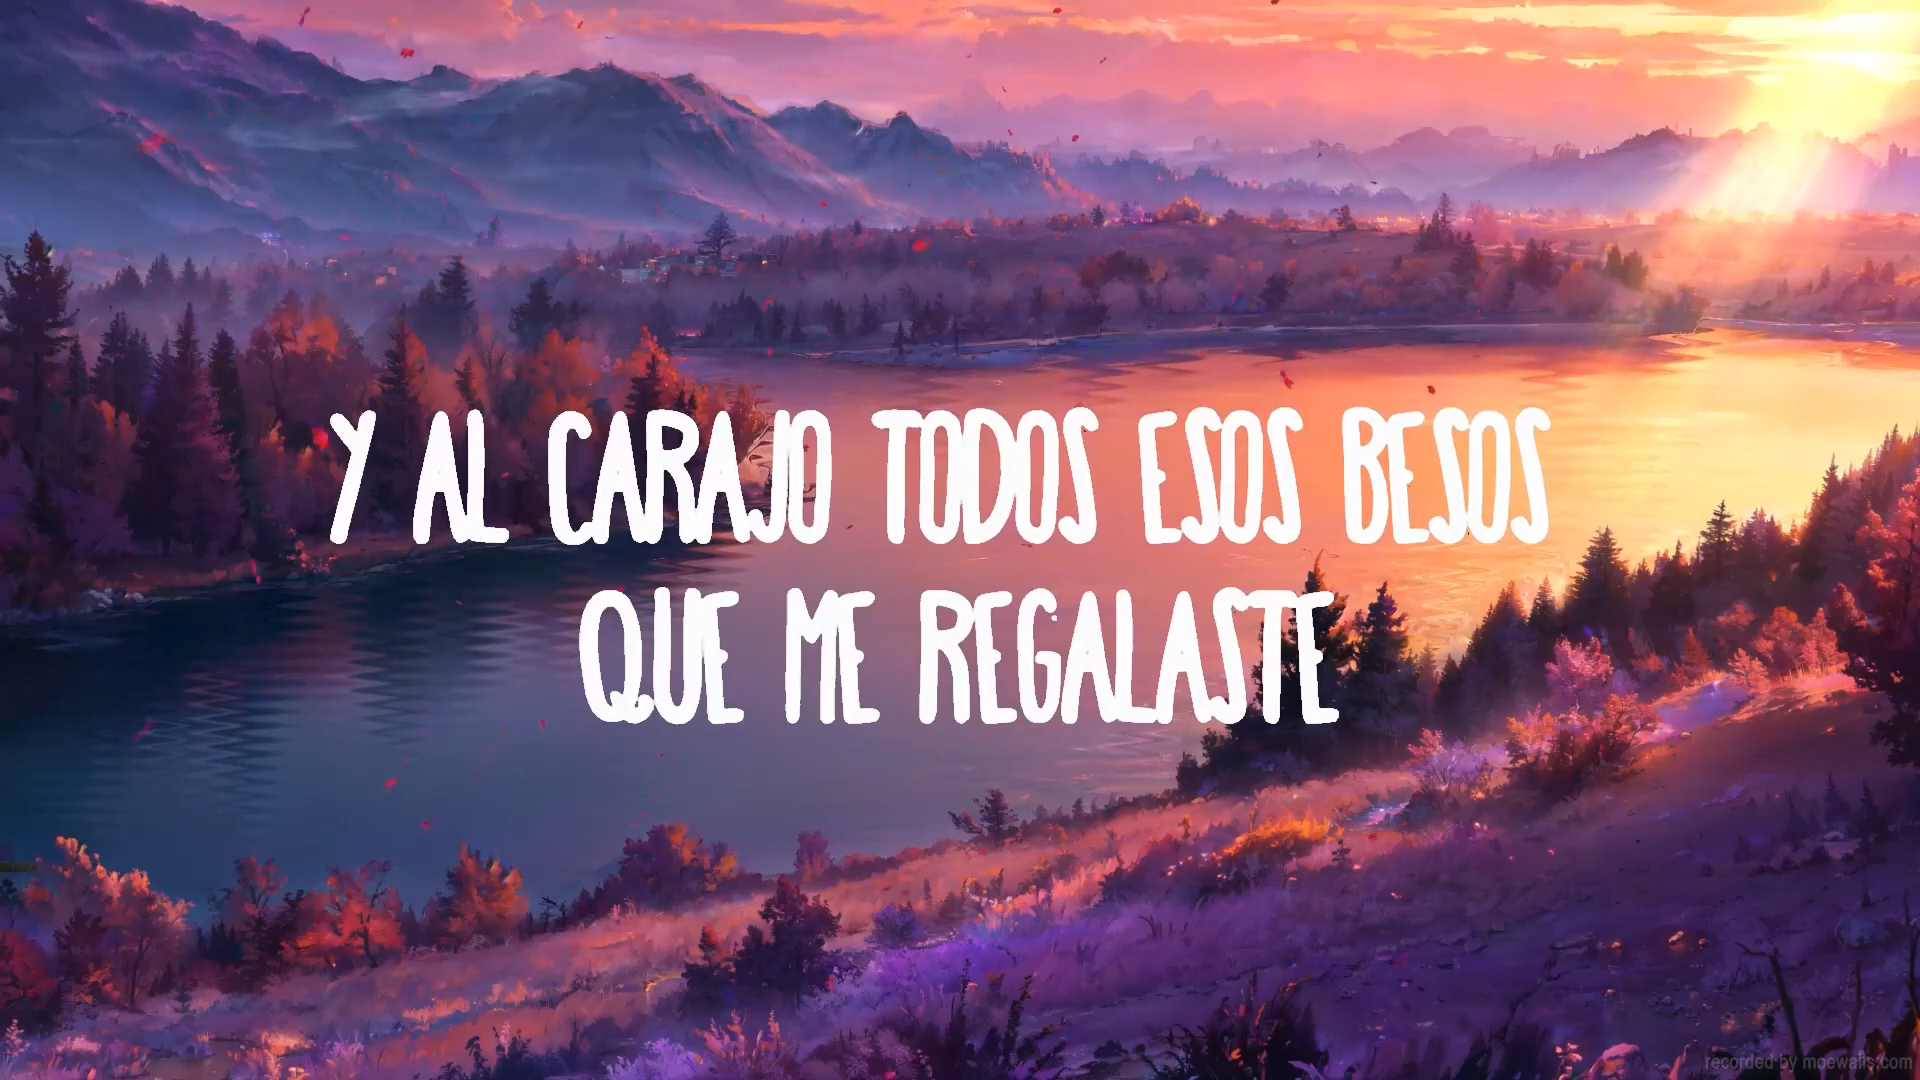 Y AL CARAJO TODOS ESOS BESOS
QUE ME REGALASTE
recorded by moewalls.com